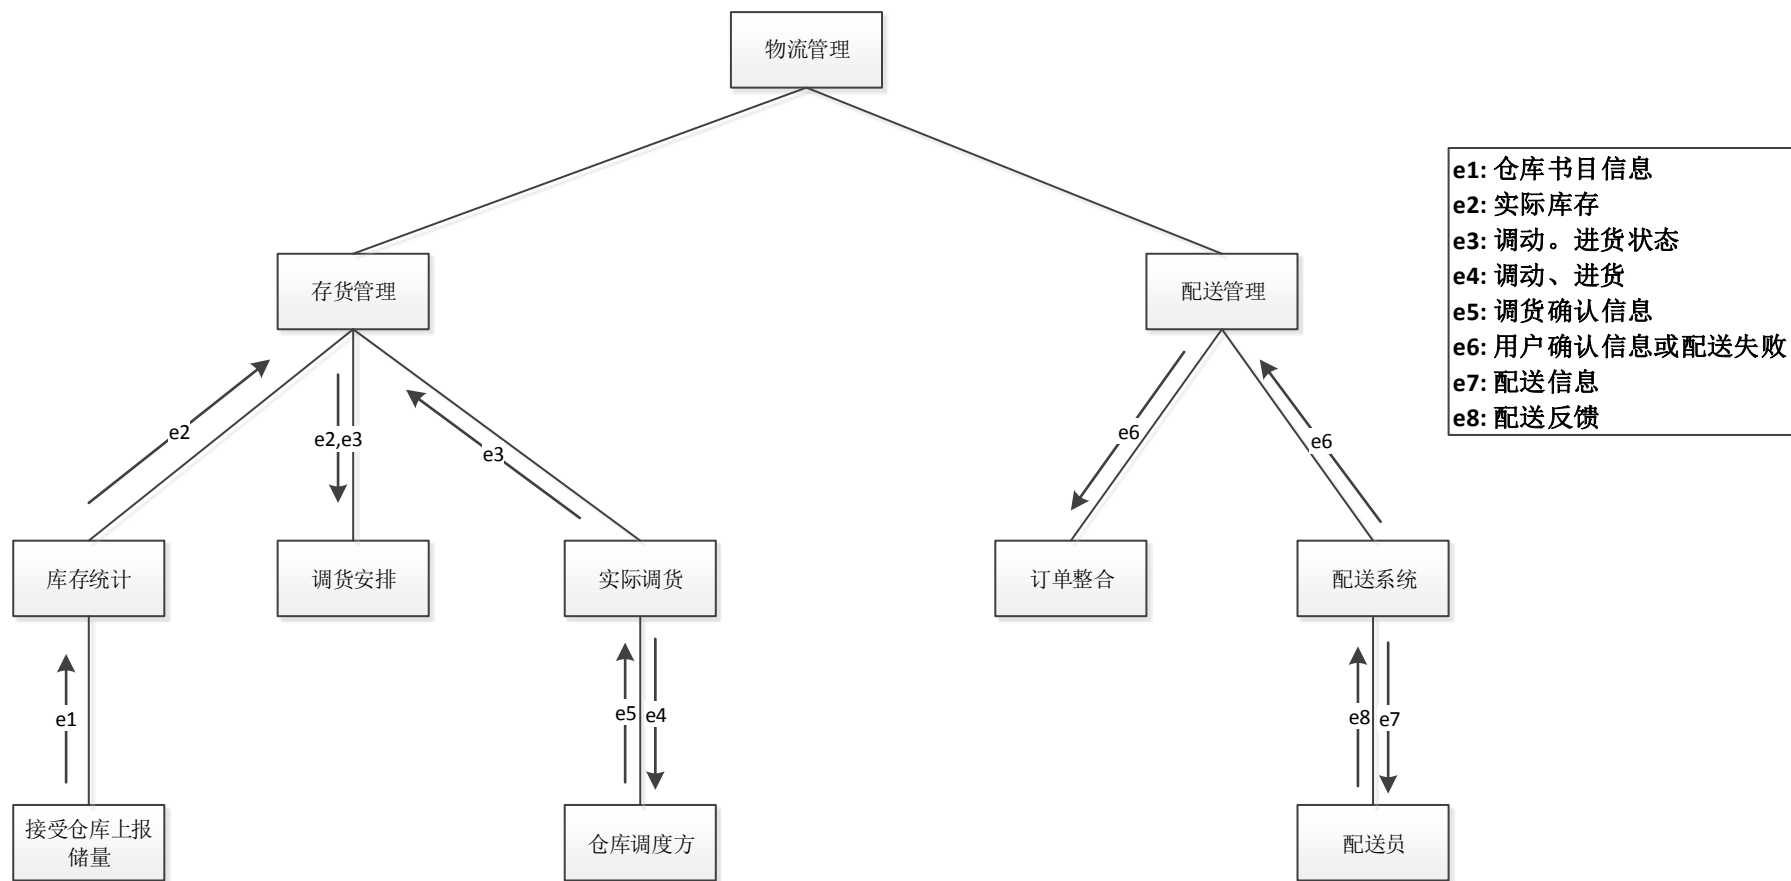 物流管理
e1: 仓库书目信息
e2: 实际库存
e3: 调动。进货状态
e4: 调动、进货
e5: 调货确认信息
e6: 用户确认信息或配送失败
e7: 配送信息
e8: 配送反馈
存货管理
配送管理
e2
e2,e3
e3
e6
e6
库存统计
调货安排
实际调货
订单整合
配送系统
e1
e5
e4
e8
e7
接受仓库上报
储量
仓库调度方
配送员